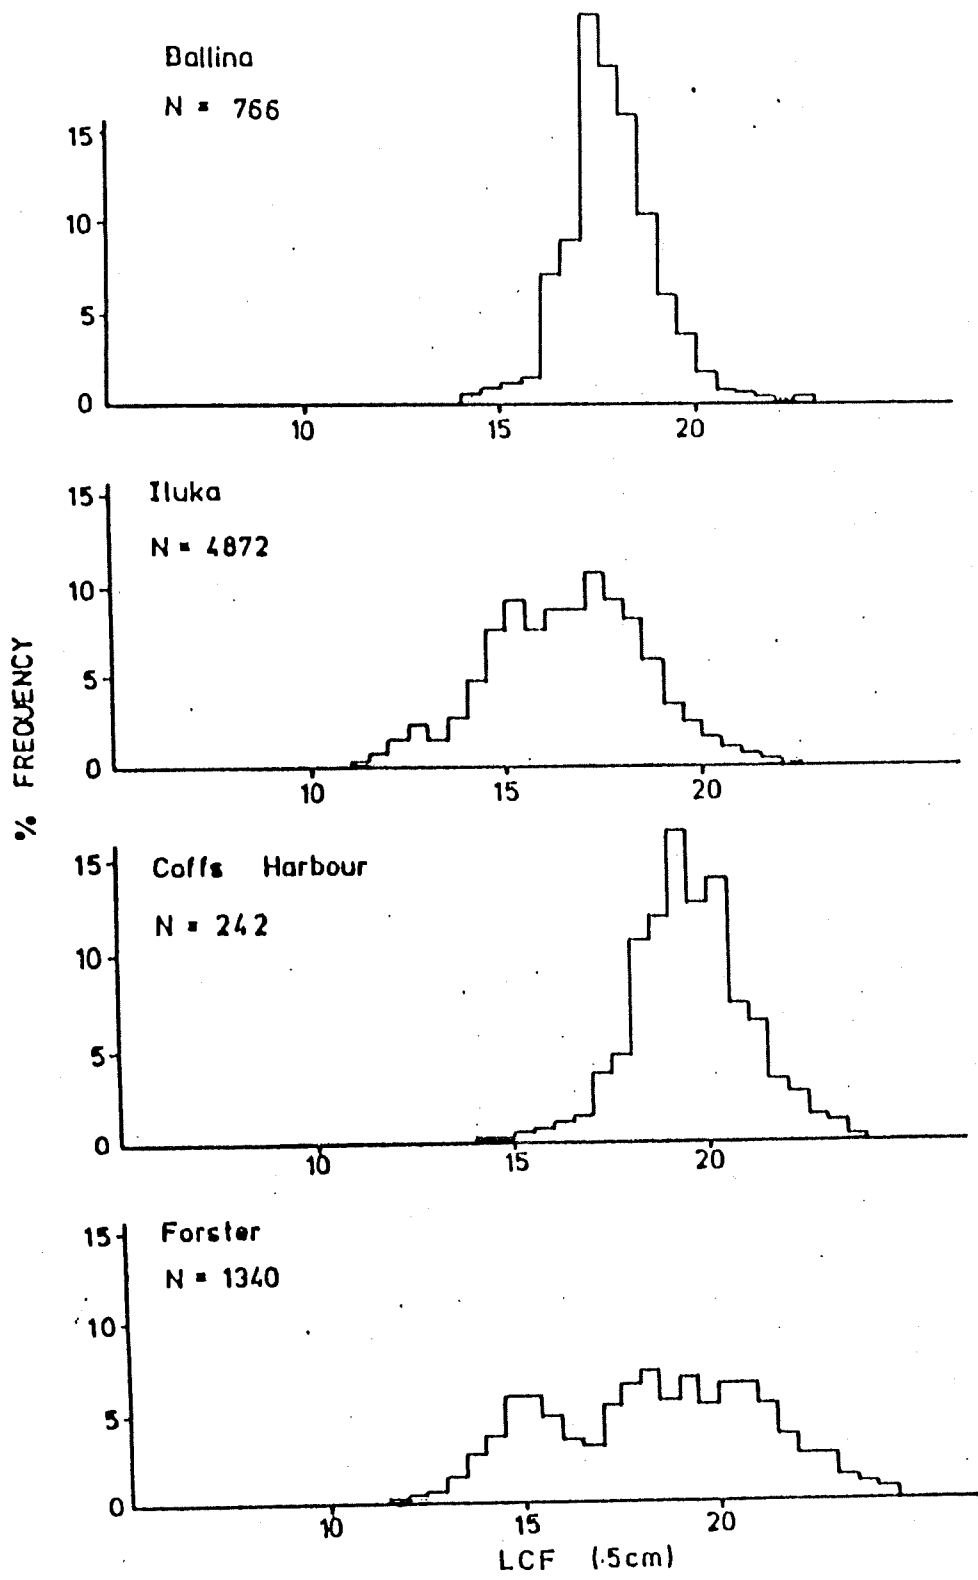 Ballina
N = 766
15
10
5
0
10 15 20
Iluka
N = 4872
15
10
5
0
10 15 20
% FREQUENCY
Coffs Harbour
N = 242
15
10
5
0
10 15 20
Forster
N = 1340
15
10
5
0
10 15 20
LCF (.5cm)